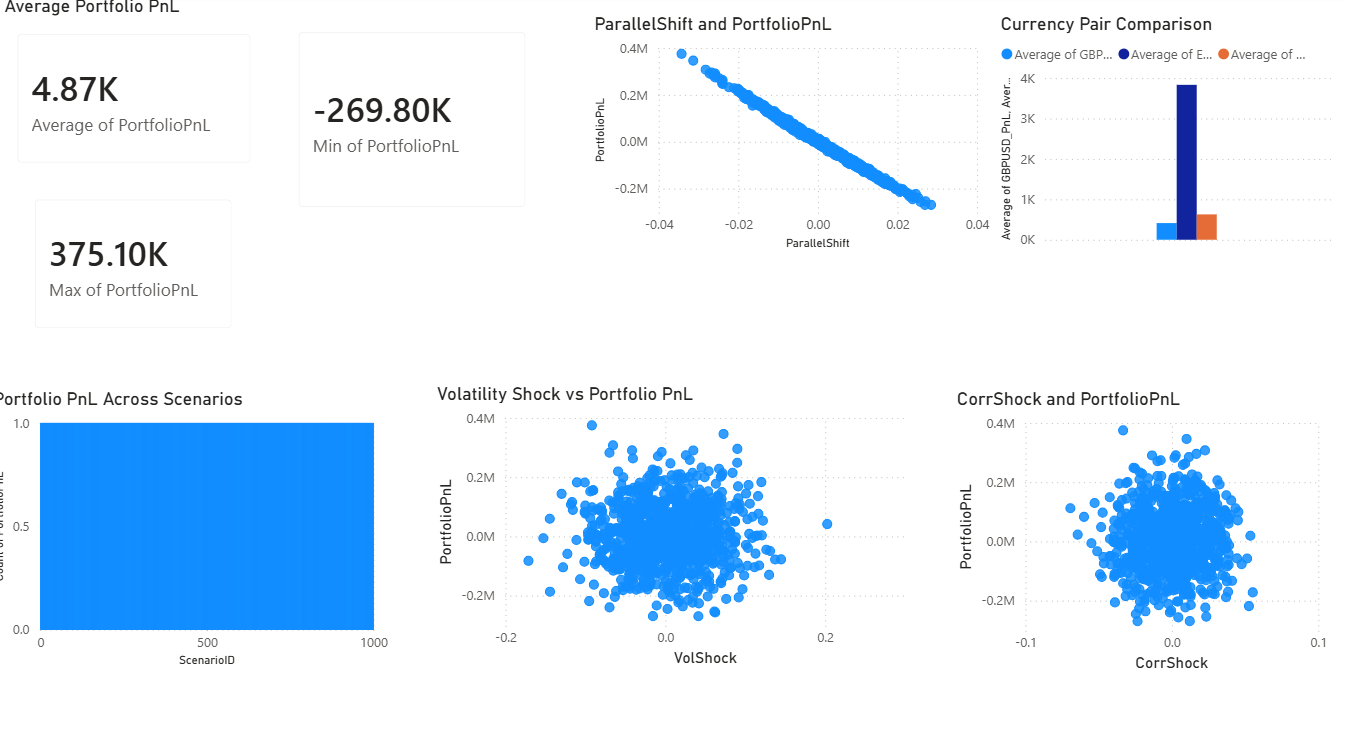 Average Portfolio PnL
4.87K
Average of PortfolioPnL
-269.80K
Min of PortfolioPnL
375.10K
Max of PortfolioPnL
ParallelShift and PortfolioPnL
PortfolioPnL
0.4M
0.2M
0.0M
-0.2M
-0.04
-0.02
0.00
0.02
0.04
ParallelShift
Currency Pair Comparison
Average of GBP...
Average of E...
Average of ...
Average of GBPUSD_PnL, Aver...
4K
3K
2K
1K
0K
Portfolio PnL Across Scenarios
1.0
0.5
0.0
0
500
1000
ScenarioID
Volatility Shock vs Portfolio PnL
PortfolioPnL
0.4M
0.2M
0.0M
-0.2M
-0.2
0.0
0.2
VolShock
CorrShock and PortfolioPnL
PortfolioPnL
0.4M
0.2M
0.0M
-0.2M
-0.1
0.0
0.1
CorrShock